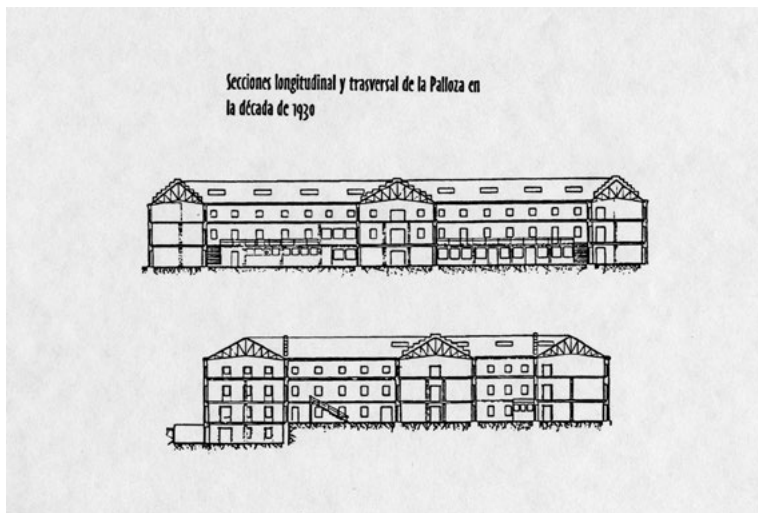 Secciones longitudinal y trasversal de la Palloza en
la década de 1930